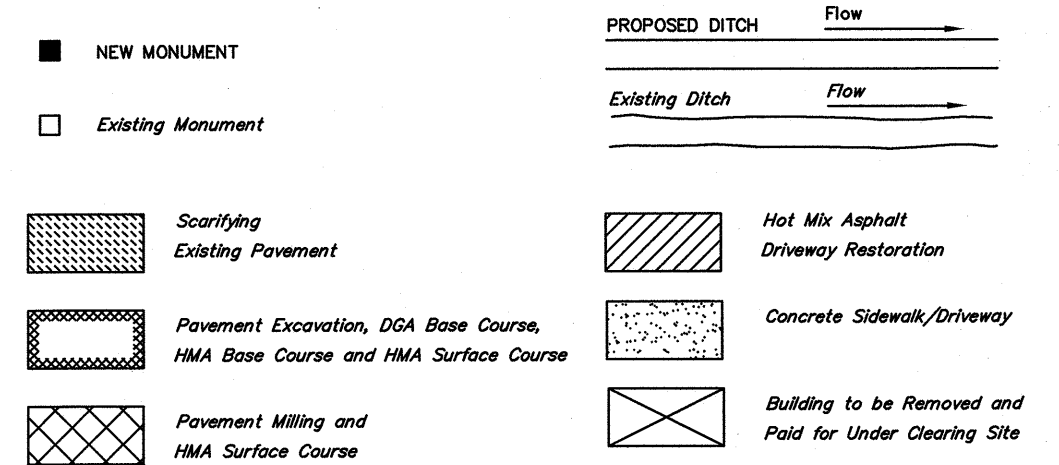 NEW MONUMENT
Existing Monument
Scarifying
Existing Pavement
Pavement Excavation, DGA Base Course,
HMA Base Course and HMA Surface Course
Pavement Milling and
HMA Surface Course
PROPOSED DITCH
Flow
Existing Ditch
Flow
Hot Mix Asphalt
Driveway Restoration
Concrete Sidewalk/Driveway
Building to be Removed and
Paid for Under Clearing Site